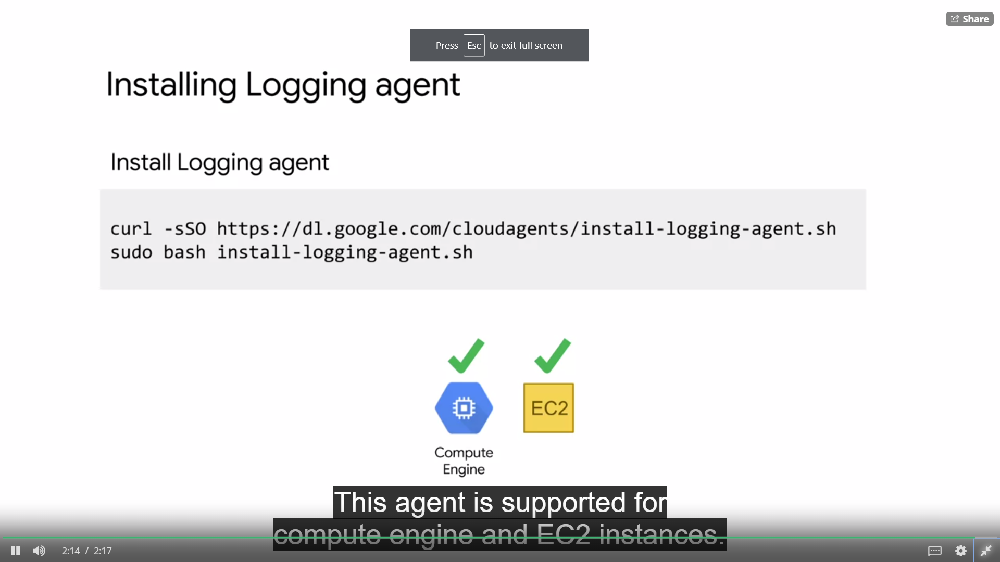 Share
Press Esc to exit full screen
Installing Logging agent
Install Logging agent
curl -sSO https://dl.google.com/cloudagents/install-logging-agent.sh
sudo bash install-logging-agent.sh
EC2
Compute
Engine
This agent is supported for
compute engine and EC2 instances.
2:14 / 2:17